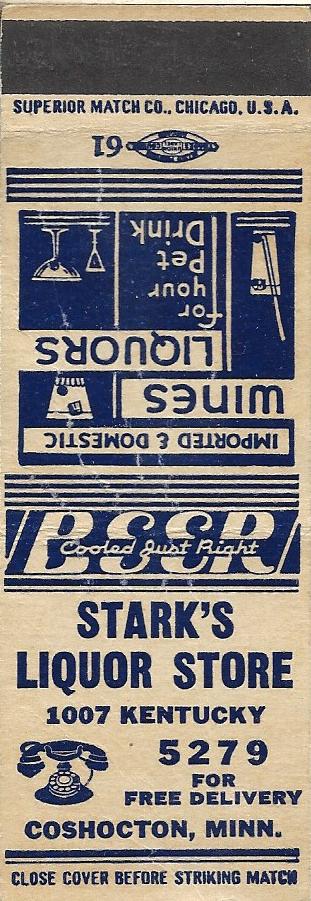 SUPERIOR MATCH CO., CHICAGO, U.S.A.
61
IMPORTED & DOMESTIC
WINES
LIQUORS
for
your
Pet
Drink
BEER
Cooled Just Right
STARK'S
LIQUOR STORE
1007 KENTUCKY
5279
FOR
FREE DELIVERY
COSHOCTON, MINN.
CLOSE COVER BEFORE STRIKING MATCH